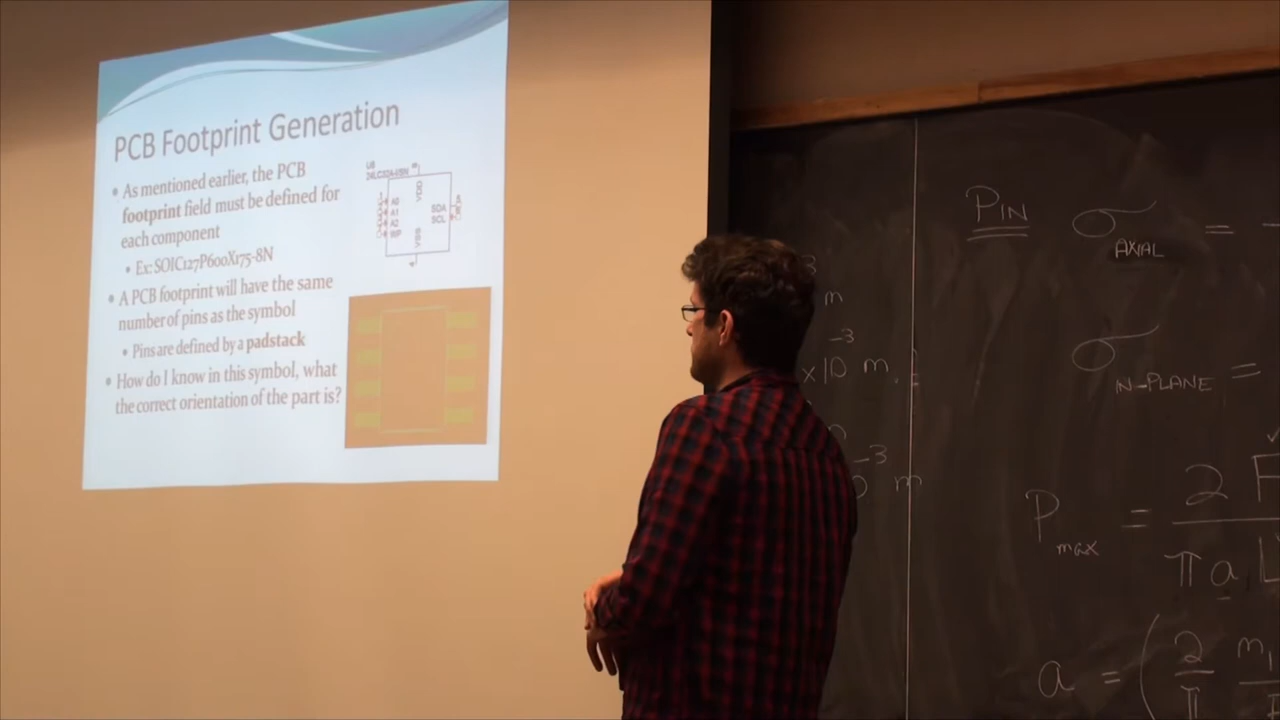 PCB Footprint Generation
• As mentioned earlier, the PCB
footprint field must be defined for
each component
• Ex: SOIC127P600X175-8N
• A PCB footprint will have the same
number of pins as the symbol
• Pins are defined by a padstack
• How do I know in this symbol, what
the correct orientation of the part is?
U8
VDD
A0
A1
A2
WP
SDA
SCL
VSS
3
m
-3
x10 m
-3
m
PIN
σ AXIAL =
σ IN-PLANE =
P max = 2 F
π a L
a = ( 2 m1
π